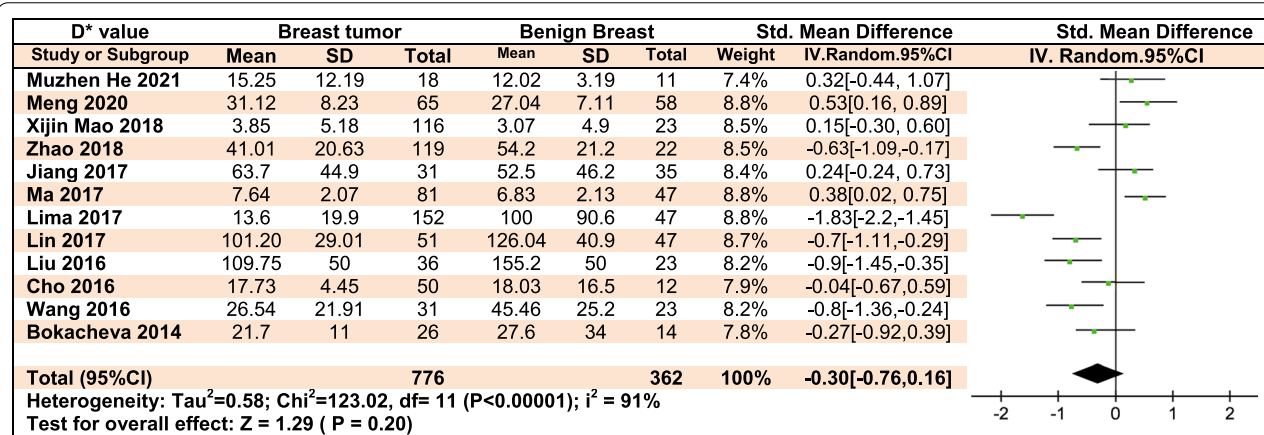 D* value Breast tumor Benign Breast Std. Mean Difference Std. Mean Difference
Study or Subgroup Mean SD Total Mean SD Total Weight IV.Random.95%CI IV. Random.95%CI
Muzhen He 2021 15.25 12.19 18 12.02 3.19 11 7.4% 0.32[-0.44, 1.07]
Meng 2020 31.12 8.23 65 27.04 7.11 58 8.8% 0.53[0.16, 0.89]
Xijin Mao 2018 3.85 5.18 116 3.07 4.9 23 8.5% 0.15[-0.30, 0.60]
Zhao 2018 41.01 20.63 119 54.2 21.2 22 8.5% -0.63[-1.09,-0.17]
Jiang 2017 63.7 44.9 31 52.5 46.2 35 8.4% 0.24[-0.24, 0.73]
Ma 2017 7.64 2.07 81 6.83 2.13 47 8.8% 0.38[0.02, 0.75]
Lima 2017 13.6 19.9 152 100 90.6 47 8.8% -1.83[-2.2,-1.45]
Lin 2017 101.20 29.01 51 126.04 40.9 47 8.7% -0.7[-1.11,-0.29]
Liu 2016 109.75 50 36 155.2 50 23 8.2% -0.9[-1.45,-0.35]
Cho 2016 17.73 4.45 50 18.03 16.5 12 7.9% -0.04[-0.67,0.59]
Wang 2016 26.54 21.91 31 45.46 25.2 23 8.2% -0.8[-1.36,-0.24]
Bokacheva 2014 21.7 11 26 27.6 34 14 7.8% -0.27[-0.92,0.39]
Total (95%CI) 776 362 100% -0.30[-0.76,0.16]
Heterogeneity: Tau²=0.58; Chi²=123.02, df= 11 (P<0.00001); i² = 91%
Test for overall effect: Z = 1.29 ( P = 0.20)
-2 -1 0 1 2